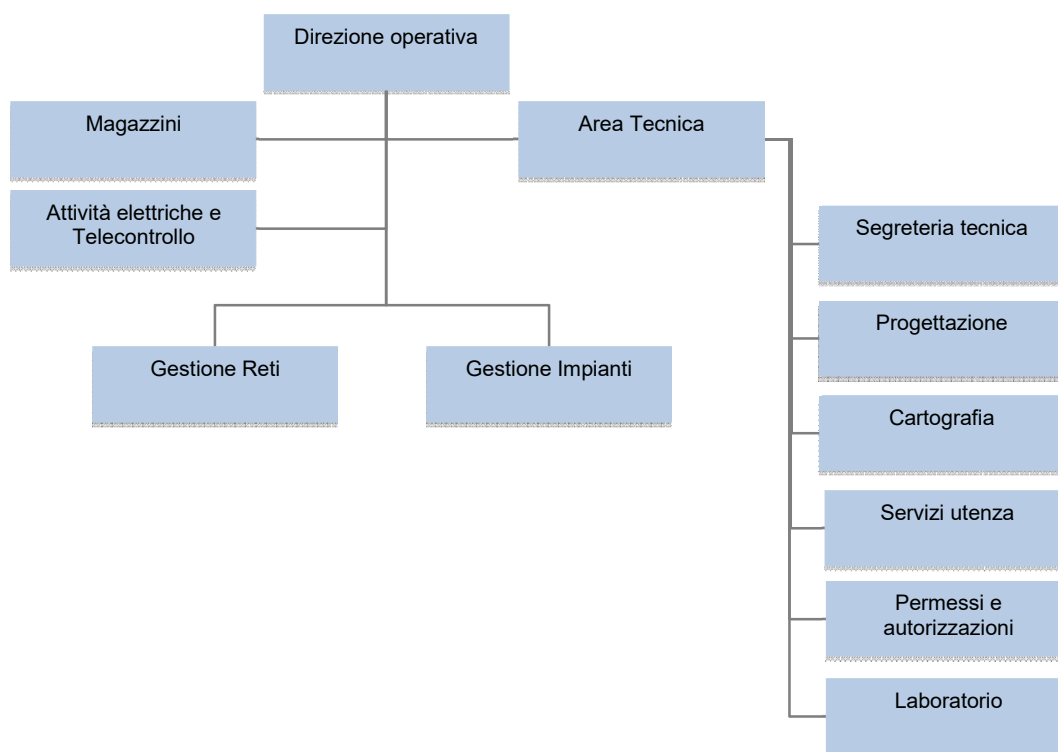 Direzione operativa
Magazzini
Area Tecnica
Attività elettriche e
Telecontrollo
Segreteria tecnica
Progettazione
Gestione Reti
Gestione Impianti
Cartografia
Servizi utenza
Permessi e
autorizzazioni
Laboratorio